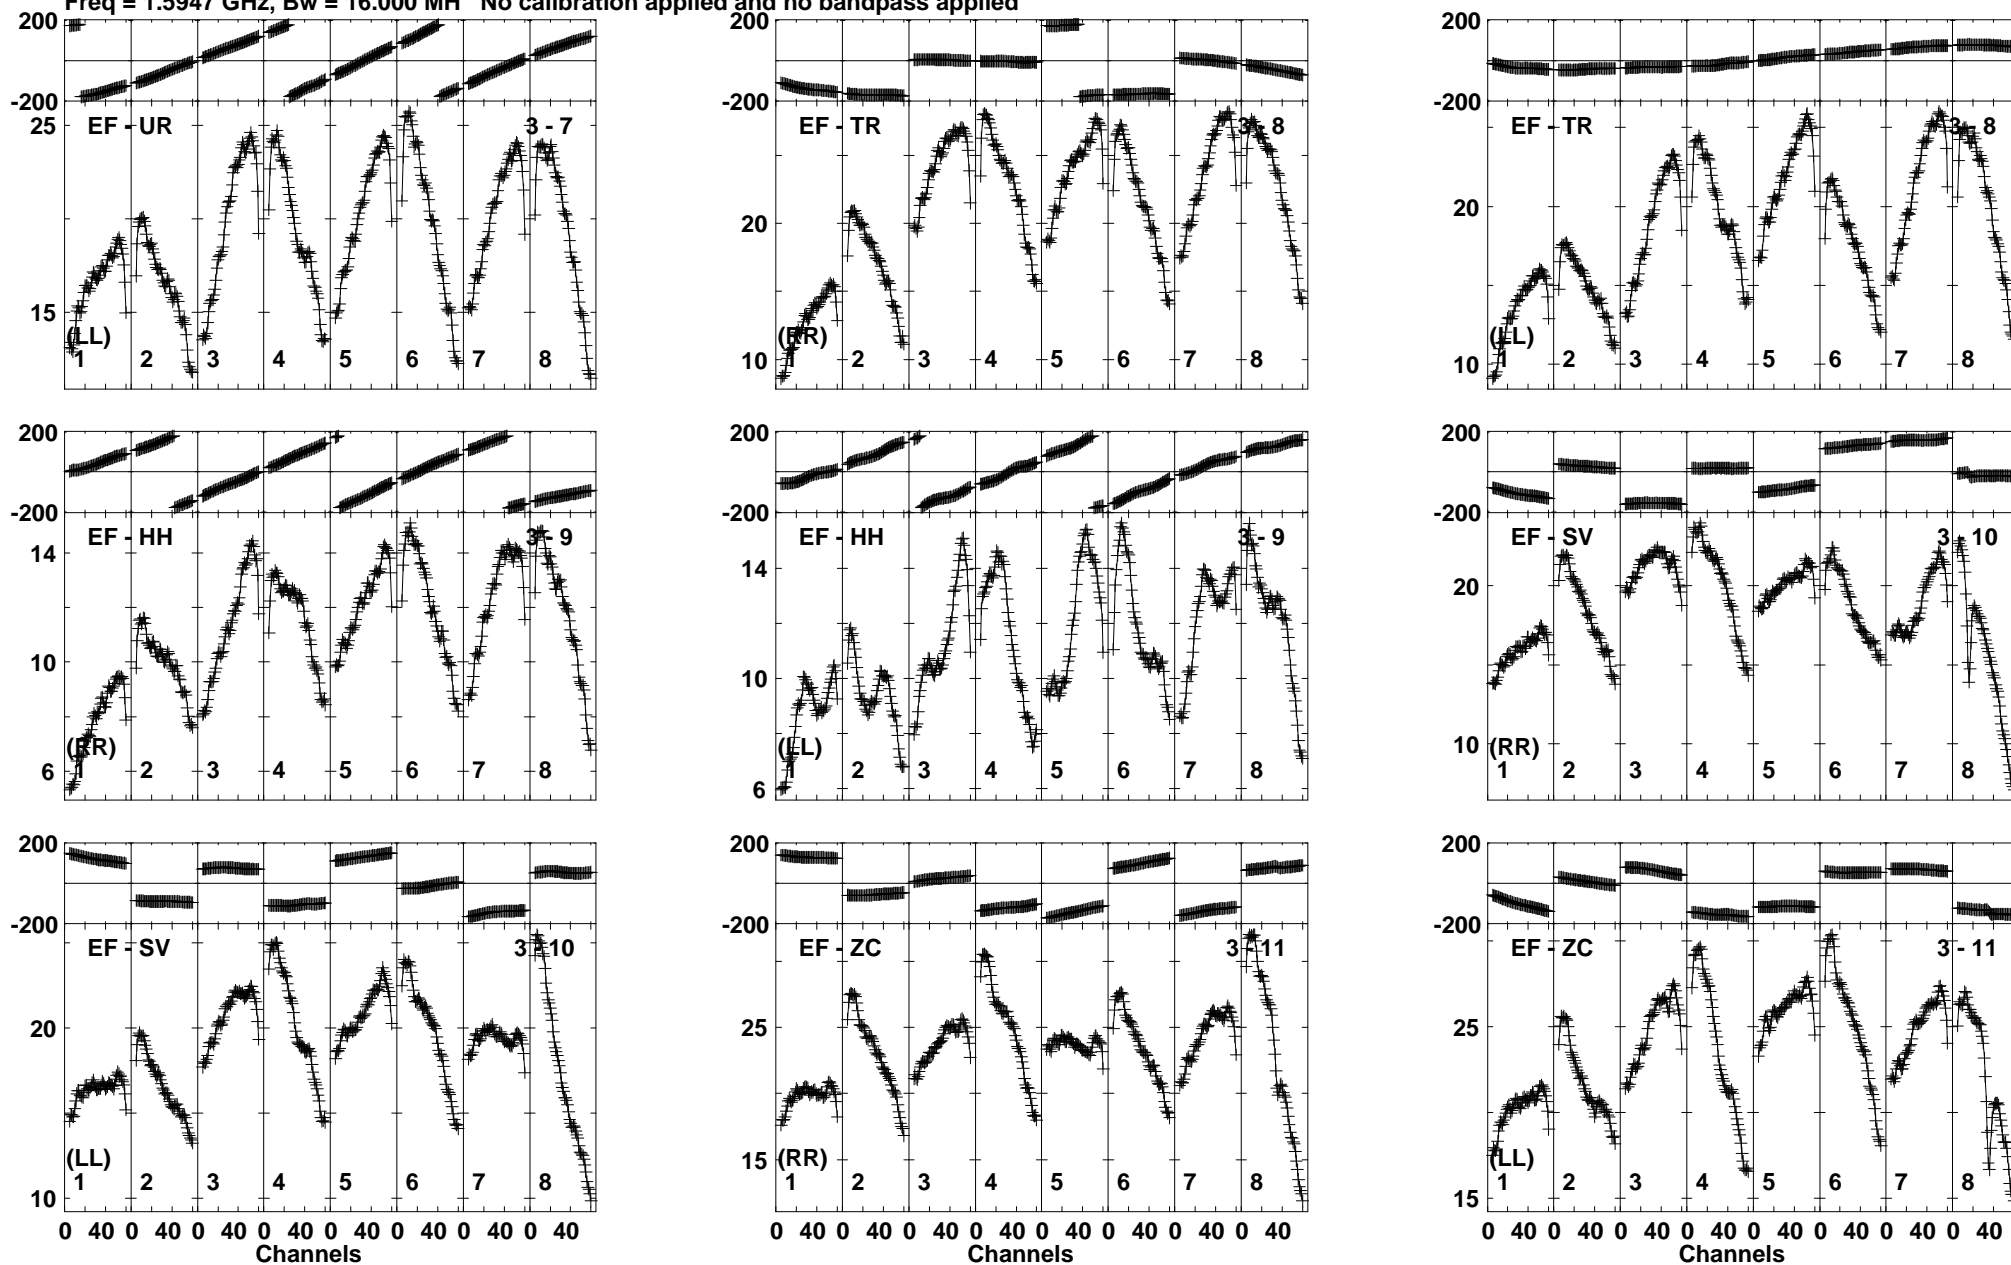 Freq = 1.5947 GHz, Bw = 16.000 MH No calibration applied and no bandpass applied
200 200 200
-200 -200 -200
EF - UR 3 - 7 EF - TR 3 - 8 EF - TR 3 - 8
25 20 20
15 10 10
(LL) (RR) (LL)
1 2 3 4 5 6 7 8 1 2 3 4 5 6 7 8 1 2 3 4 5 6 7 8
200 200 200
-200 -200 -200
EF - HH 3 - 9 EF - HH 3 - 9 EF - SV 3 - 10
14 14 20
10 10 10
6 6
(RR) (LL) (RR)
1 2 3 4 5 6 7 8 1 2 3 4 5 6 7 8 1 2 3 4 5 6 7 8
200 200 200
-200 -200 -200
EF - SV 3 - 10 EF - ZC 3 - 11 EF - ZC 3 - 11
20 25 25
10 15 15
(LL) (RR) (LL)
1 2 3 4 5 6 7 8 1 2 3 4 5 6 7 8 1 2 3 4 5 6 7 8
0 40 0 40 0 40 0 40 0 40 0 40 0 40 0 40 0 40 0 40 0 40 0 40 0 40 0 40 0 40 0 40 0 40 0 40 0 40 0 40 0 40 0 40 0 40 0 40
Channels Channels Channels